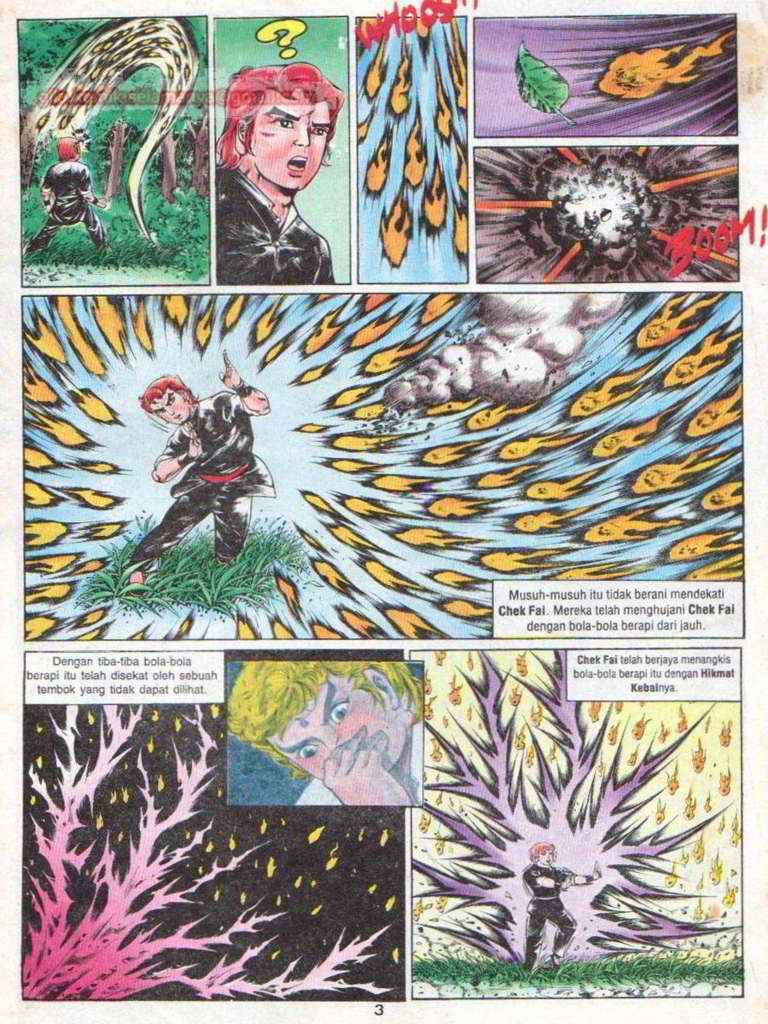 ?
WHOOSH!!
BOOM!
Musuh-musuh itu tidak berani mendekati
Chek Fai. Mereka telah menghujani Chek Fai
dengan bola-bola berapi dari jauh.
Dengan tiba-tiba bola-bola
berapi itu telah disekat oleh sebuah
tembok yang tidak dapat dilihat.
Chek Fai telah berjaya menangkis
bola-bola berapi itu dengan Hikmat
Kebalnya.
3